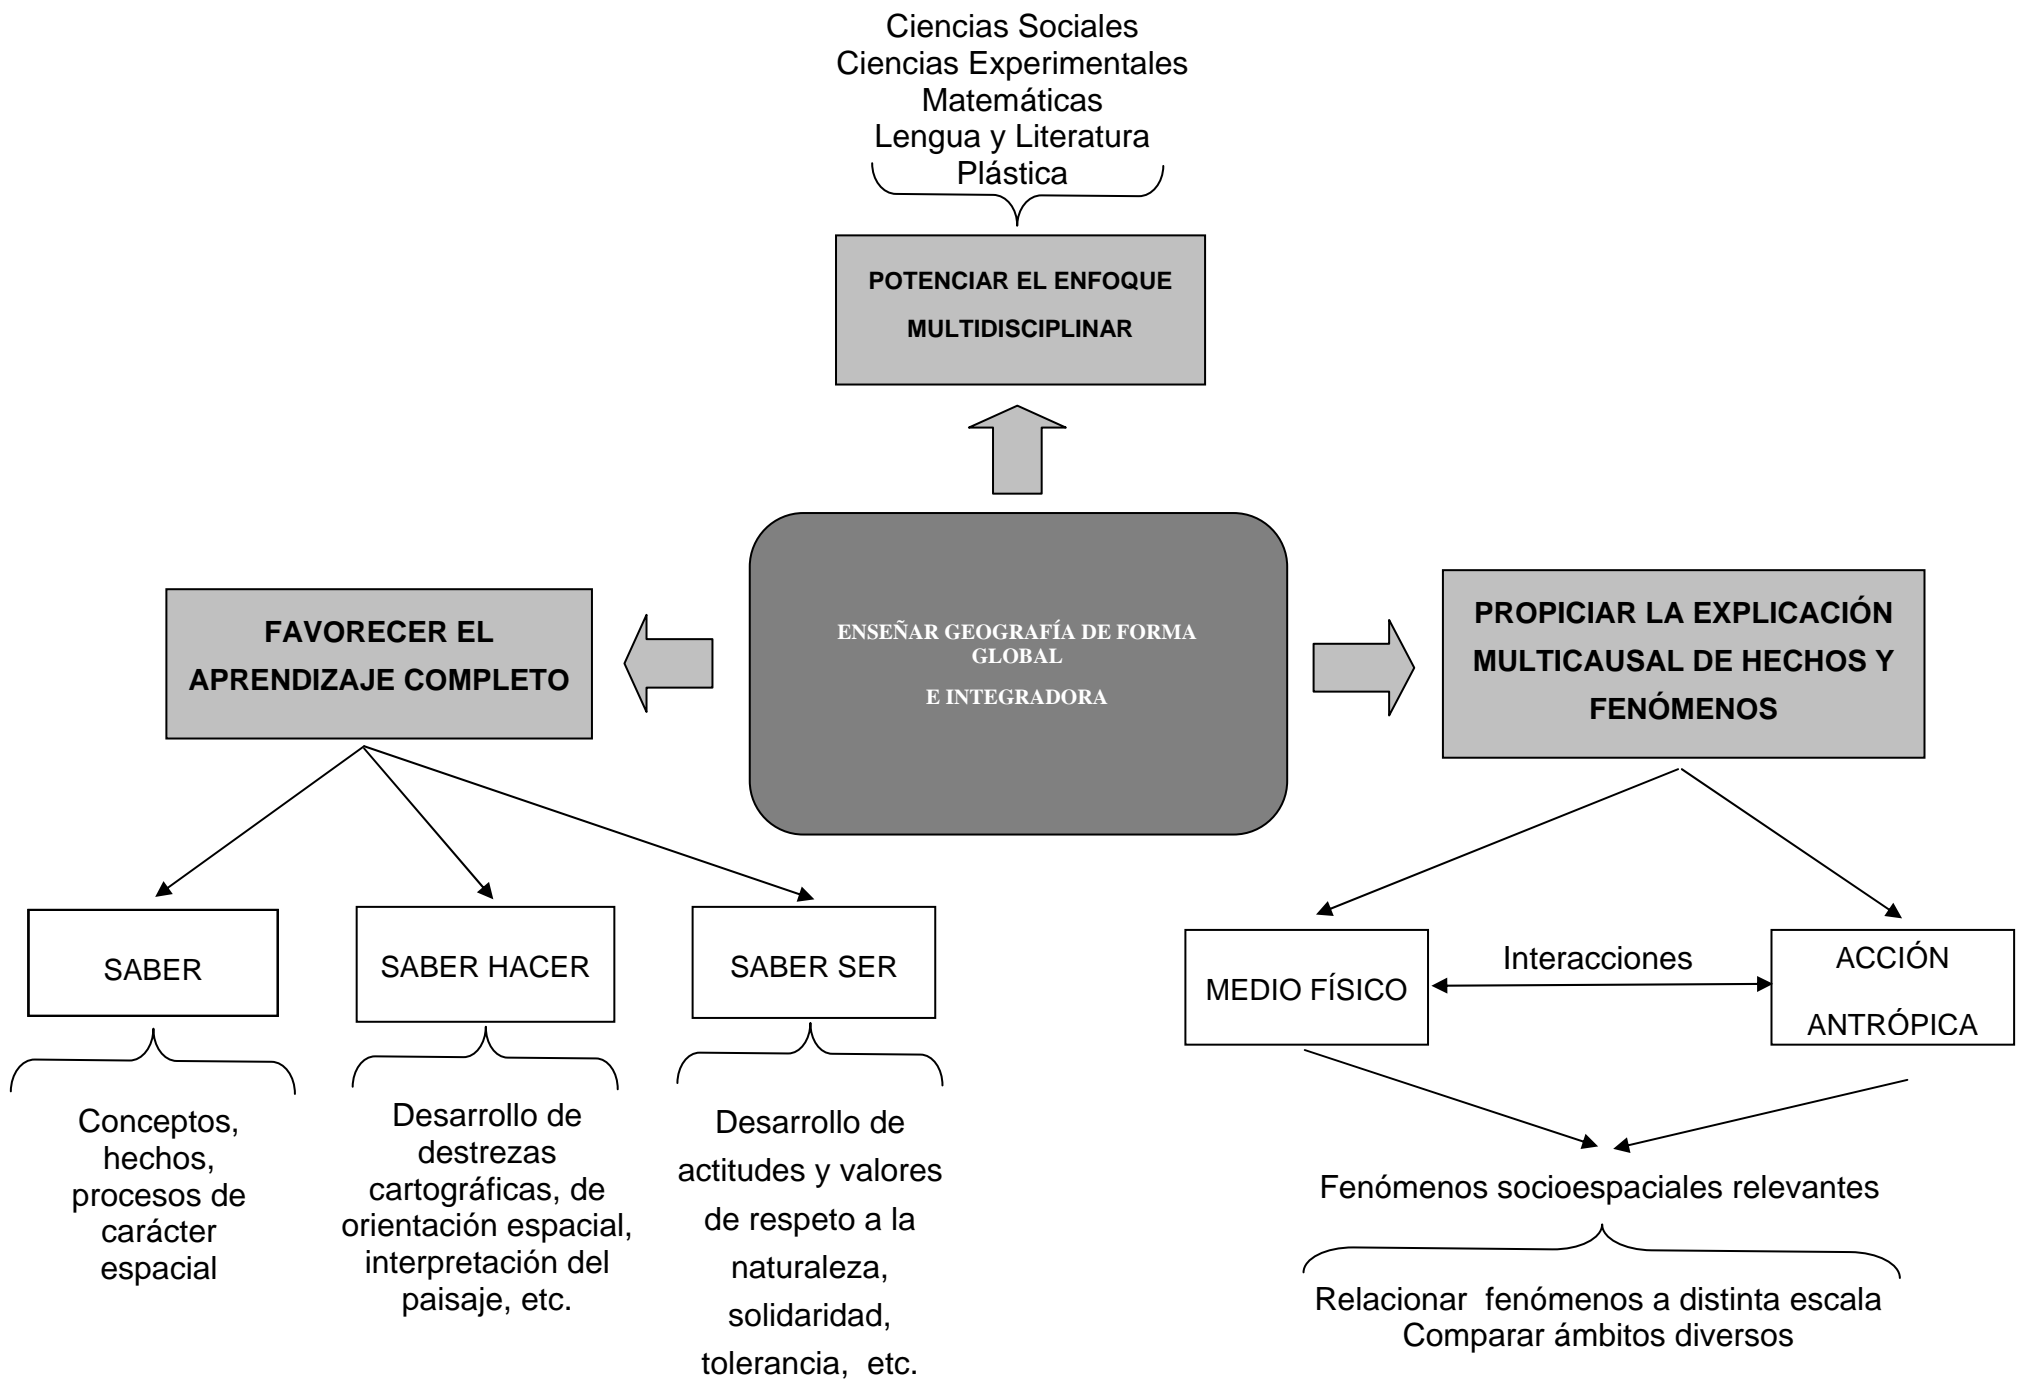 Ciencias Sociales
Ciencias Experimentales
Matemáticas
Lengua y Literatura
Plástica
POTENCIAR EL ENFOQUE
MULTIDISCIPLINAR
ENSEÑAR GEOGRAFÍA DE FORMA
GLOBAL
E INTEGRADORA
FAVORECER EL
APRENDIZAJE COMPLETO
PROPICIAR LA EXPLICACIÓN
MULTICAUSAL DE HECHOS Y
FENÓMENOS
SABER
SABER HACER
SABER SER
MEDIO FÍSICO
Interacciones
ACCIÓN
ANTRÓPICA
Conceptos,
hechos,
procesos de
carácter
espacial
Desarrollo de
destrezas
cartográficas, de
orientación espacial,
interpretación del
paisaje, etc.
Desarrollo de
actitudes y valores
de respeto a la
naturaleza,
solidaridad,
tolerancia,  etc.
Fenómenos socioespaciales relevantes
Relacionar  fenómenos a distinta escala
Comparar ámbitos diversos